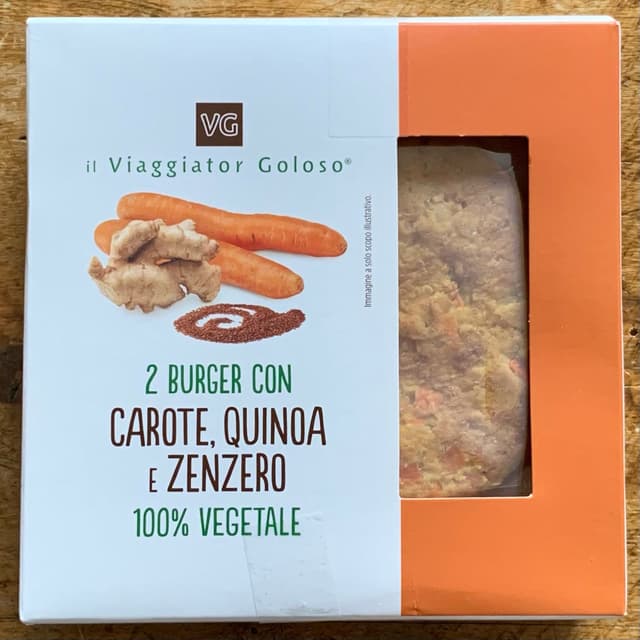 VG
il Viaggiator Goloso®
Immagine a solo scopo illustrativo.
2 BURGER CON
CAROTE, QUINOA
E ZENZERO
100% VEGETALE